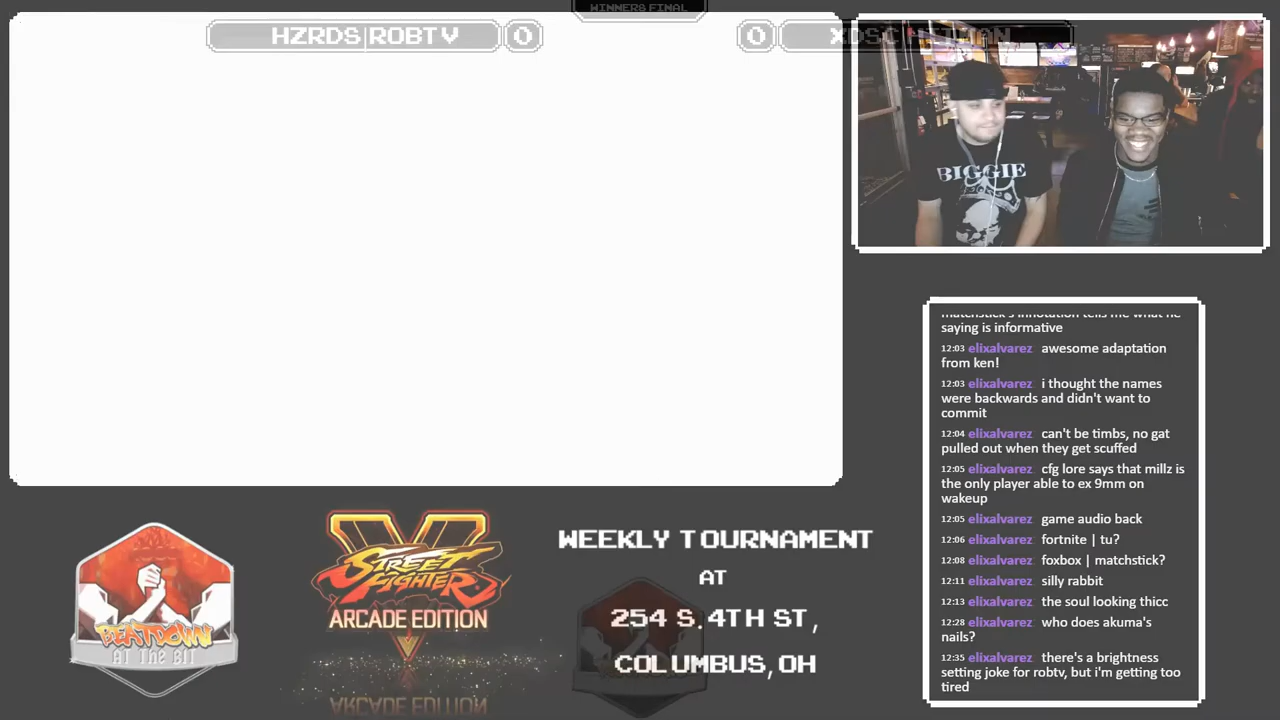 WINNERS FINAL
HZRDS|ROBTV
0
0
BIGGIE
saying is informative
12:03 elixalvarez awesome adaptation
from ken!
12:03 elixalvarez i thought the names
were backwards and didn't want to
commit
12:04 elixalvarez can't be timbs, no gat
pulled out when they get scuffed
12:05 elixalvarez cfg lore says that millz is
the only player able to ex 9mm on
wakeup
12:05 elixalvarez game audio back
12:06 elixalvarez fortnite | tu?
12:08 elixalvarez foxbox | matchstick?
12:11 elixalvarez silly rabbit
12:13 elixalvarez the soul looking thicc
12:28 elixalvarez who does akuma's
nails?
12:35 elixalvarez there's a brightness
setting joke for robtv, but i'm getting too
tired
BEATDOWN
AT THE BIT
V
STREET
FIGHTER
ARCADE EDITION
WEEKLY TOURNAMENT
AT
254 S.4TH ST,
COLUMBUS,OH